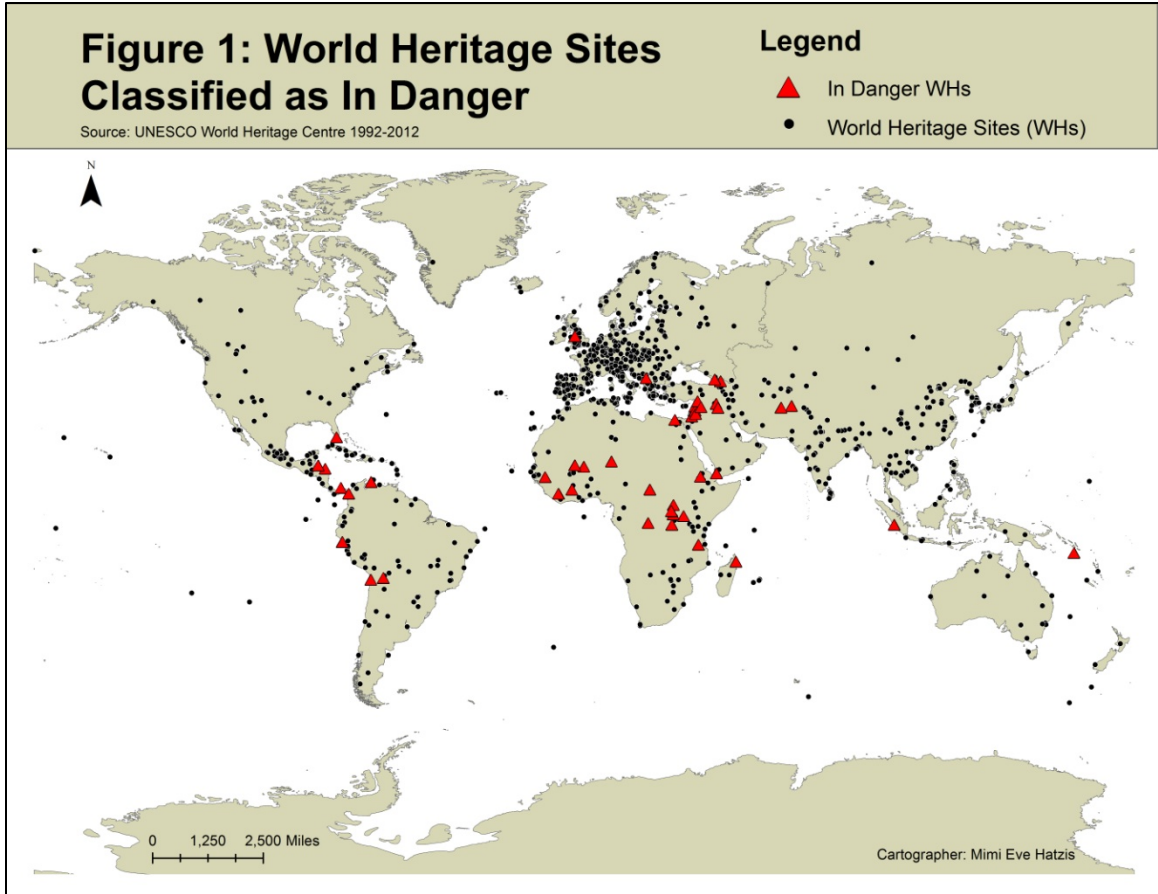 Figure 1: World Heritage Sites
Classified as In Danger
Source: UNESCO World Heritage Centre 1992-2012
Legend
In Danger WHs
World Heritage Sites (WHs)
N
0 1,250 2,500 Miles
Cartographer: Mimi Eve Hatzis